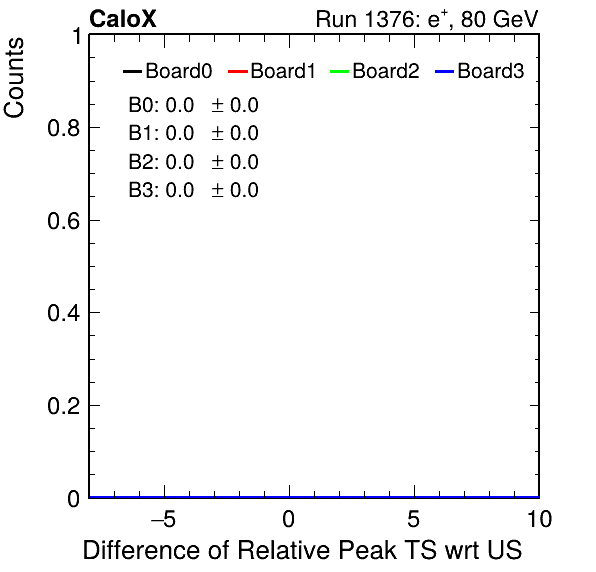 CaloX Run 1376: e⁺, 80 GeV
Counts
Board0 Board1 Board2 Board3
B0: 0.0 ± 0.0
B1: 0.0 ± 0.0
B2: 0.0 ± 0.0
B3: 0.0 ± 0.0
1
0.8
0.6
0.4
0.2
0
−5 0 5 10
Difference of Relative Peak TS wrt US